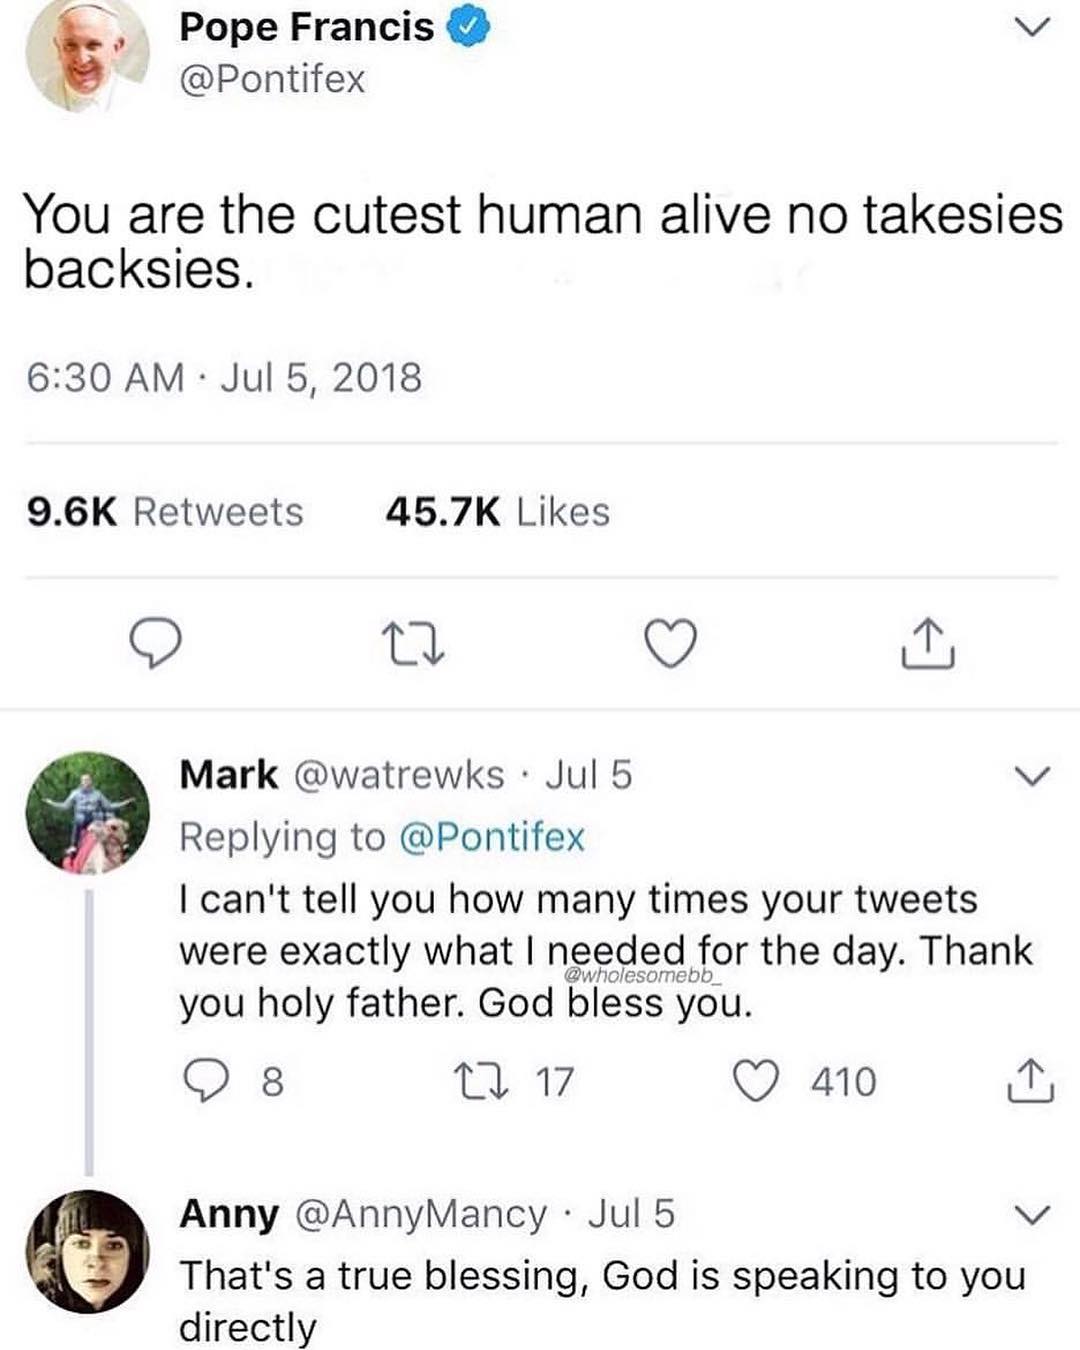 Pope Francis
@Pontifex
You are the cutest human alive no takesies
backsies.
6:30 AM · Jul 5, 2018
9.6K Retweets 45.7K Likes
Mark @watrewks · Jul 5
Replying to @Pontifex
I can't tell you how many times your tweets
were exactly what I needed for the day. Thank
@wholesomebb_
you holy father. God bless you.
8 17 410
Anny @AnnyMancy · Jul 5
That's a true blessing, God is speaking to you
directly